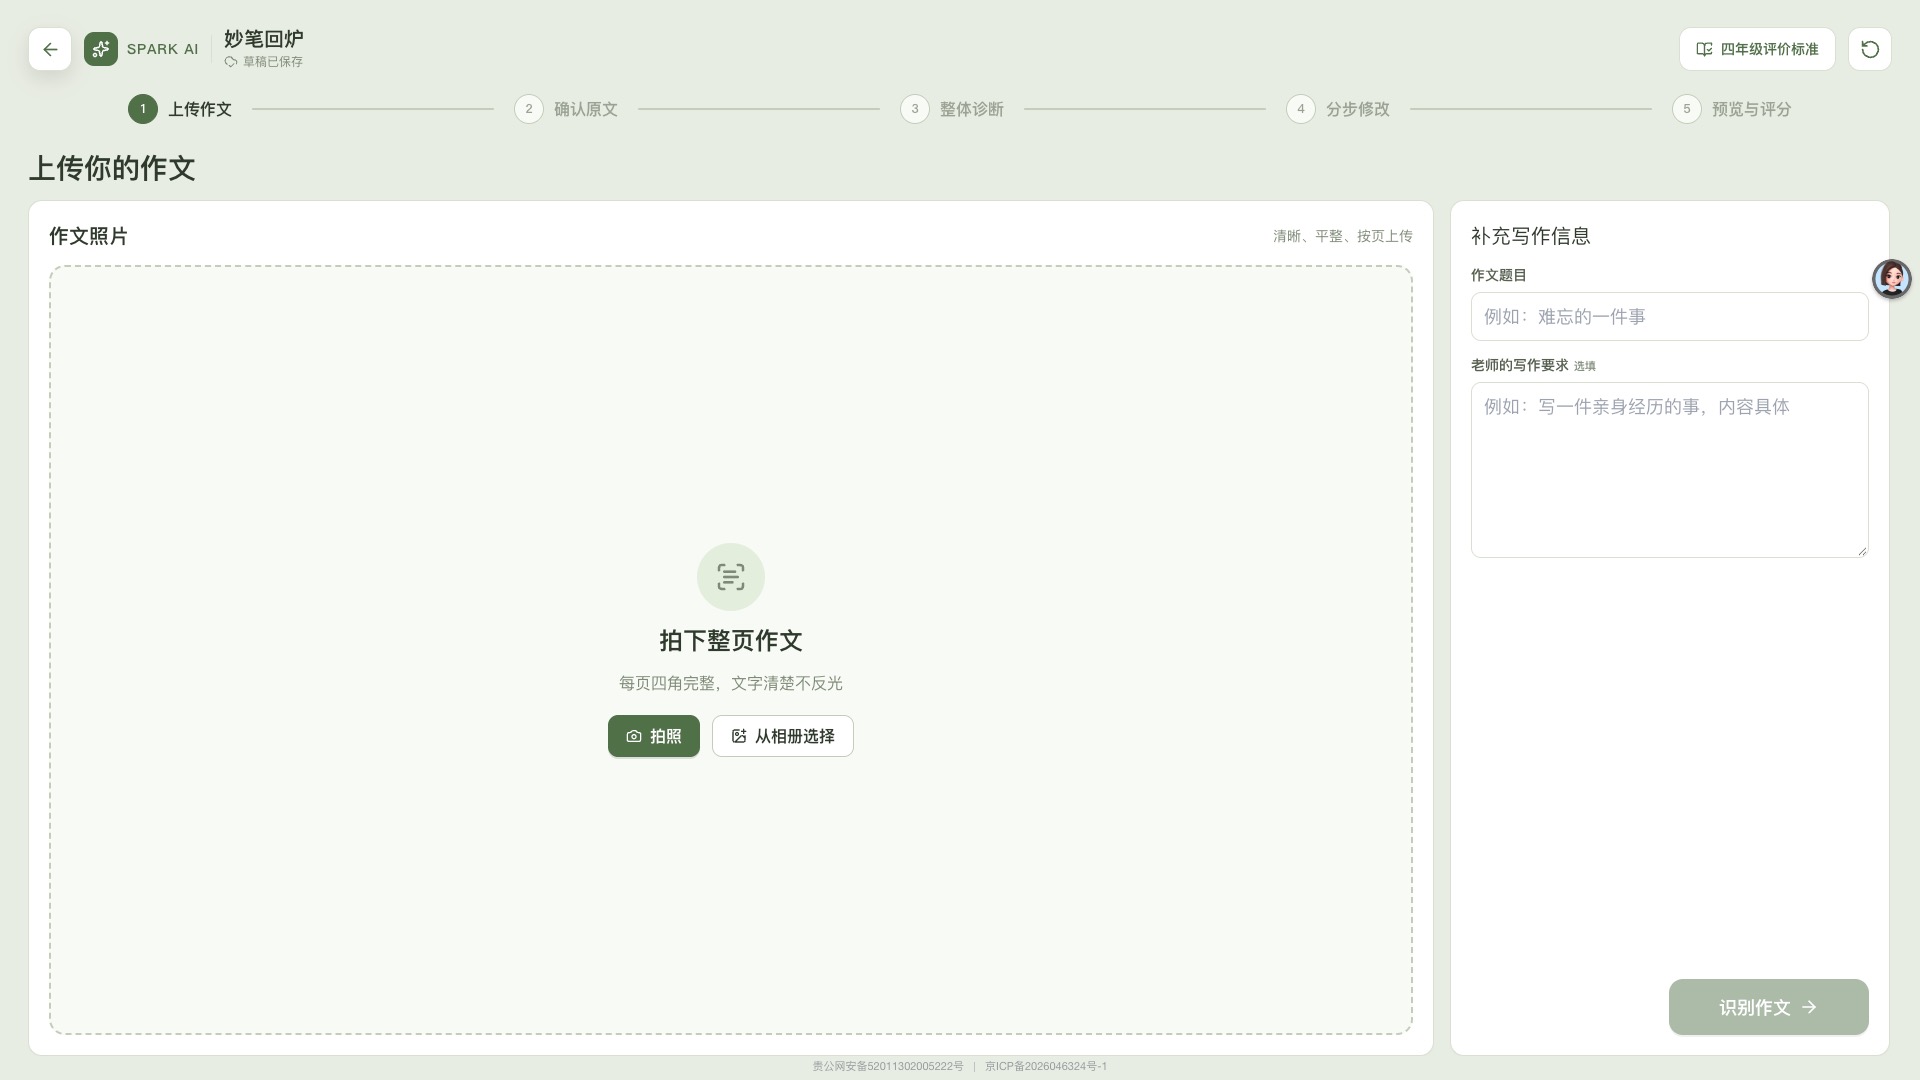 SPARK AI
妙笔回炉
草稿已保存
四年级评价标准
1 上传作文
2 确认原文
3 整体诊断
4 分步修改
5 预览与评分
上传你的作文
作文照片
清晰、平整、按页上传
拍下整页作文
每页四角完整，文字清楚不反光
拍照
从相册选择
补充写作信息
作文题目
例如：难忘的一件事
老师的写作要求 选填
例如：写一件亲身经历的事，内容具体
识别作文
贵公网安备52011302005222号 | 京ICP备2026046324号-1